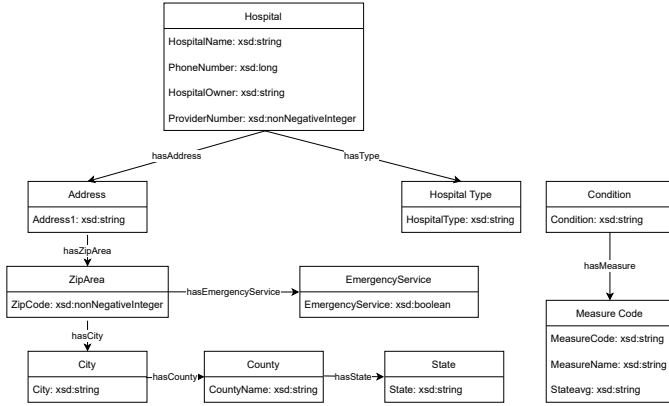 Hospital
HospitalName: xsd:string
PhoneNumber: xsd:long
HospitalOwner: xsd:string
ProviderNumber: xsd:nonNegativeInteger
hasAddress
hasType
Address
Address1: xsd:string
Hospital Type
HospitalType: xsd:string
Condition
Condition: xsd:string
hasZipArea
hasMeasure
ZipArea
ZipCode: xsd:nonNegativeInteger
hasEmergencyService
EmergencyService
EmergencyService: xsd:boolean
Measure Code
MeasureCode: xsd:string
MeasureName: xsd:string
Stateavg: xsd:string
hasCity
City
City: xsd:string
hasCounty
County
CountyName: xsd:string
hasState
State
State: xsd:string